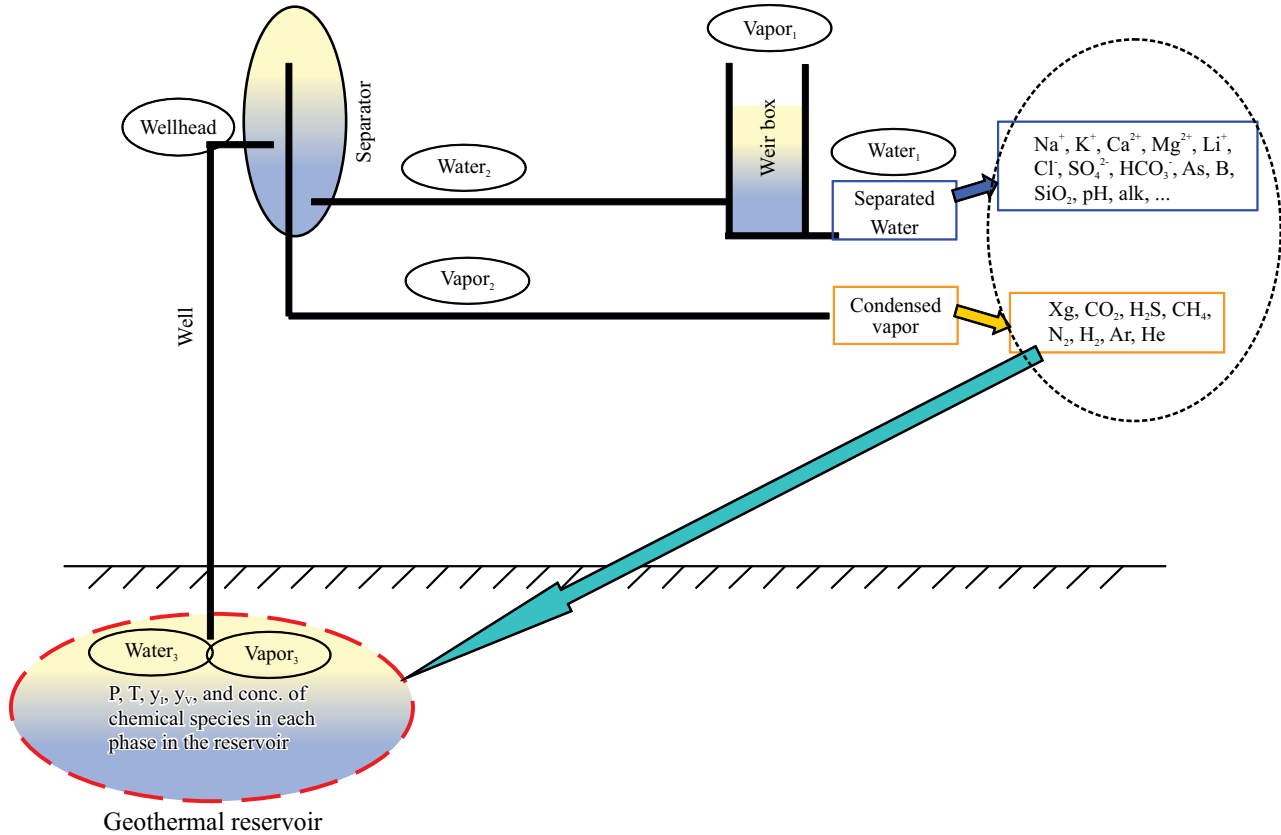 Vapor₁
Wellhead
Separator
Weir box
Water₂
Water₁
Na⁺, K⁺, Ca²⁺, Mg²⁺, Li⁺,
Cl⁻, SO₄²⁻, HCO₃⁻, As, B,
SiO₂, pH, alk, ...
Separated
Water
Vapor₂
Well
Condensed
vapor
Xg, CO₂, H₂S, CH₄,
N₂, H₂, Ar, He
Water₃
Vapor₃
P, T, yₗ, yᵥ, and conc. of
chemical species in each
phase in the reservoir
Geothermal reservoir